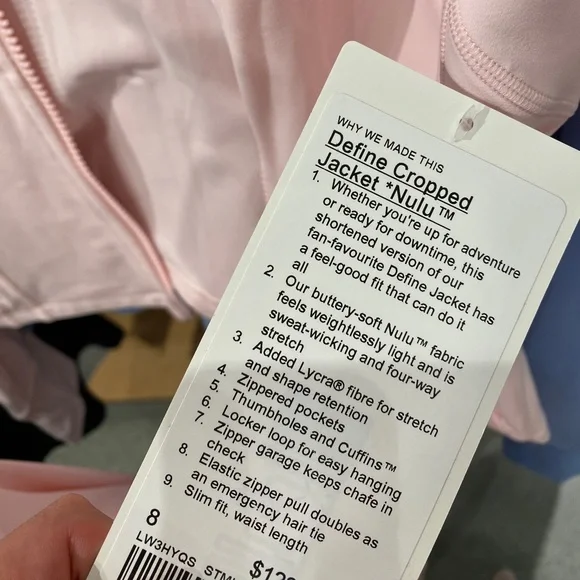 WHY WE MADE THIS
Define Cropped
Jacket *Nulu™
1. Whether you're up for adventure
or ready for downtime, this
shortened version of our
fan-favourite Define Jacket has
a feel-good fit that can do it
all
2. Our buttery-soft Nulu™ fabric
feels weightlessly light and is
sweat-wicking and four-way
stretch
3. Added Lycra® fibre for stretch
and shape retention
4. Zippered pockets
5. Thumbholes and Cuffins™
6. Locker loop for easy hanging
7. Zipper garage keeps chafe in
check
8. Elastic zipper pull doubles as
an emergency hair tie
9. Slim fit, waist length
8
LW3HYQS